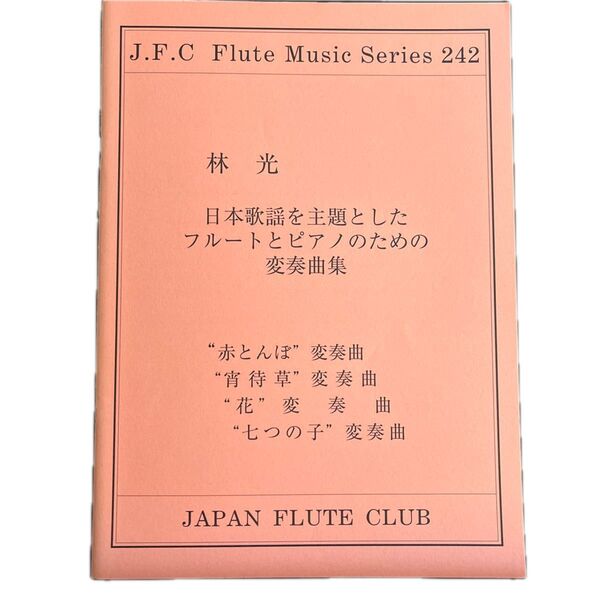 J.F.C Flute Music Series 242
林 光
日本歌謡を主題とした
フルートとピアノのための
変奏曲集
“赤とんぼ” 変奏曲
“宵待草” 変奏曲
“花” 変奏曲
“七つの子” 変奏曲
JAPAN FLUTE CLUB